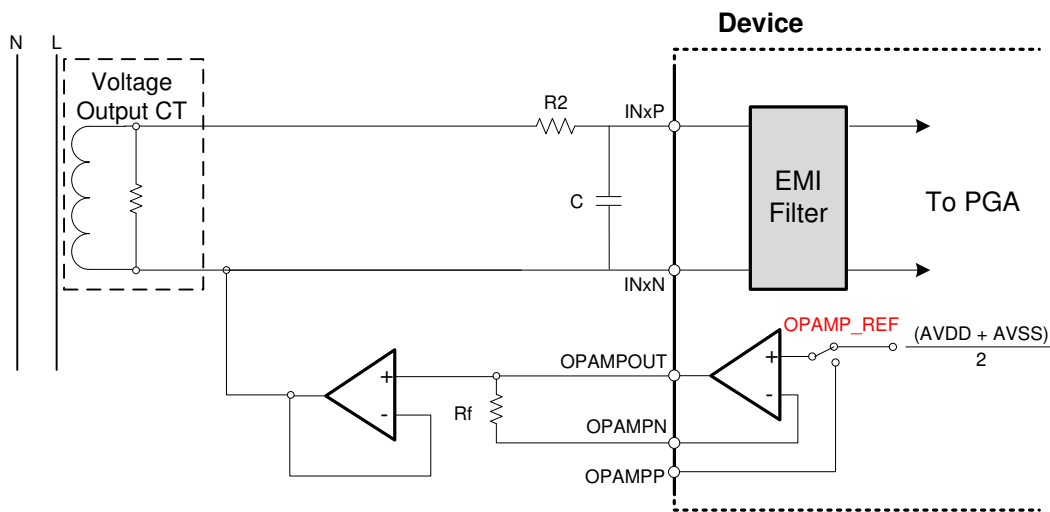 Device
N
L
Voltage
Output CT
R2
INxP
C
EMI
Filter
To PGA
INxN
OPAMP_REF
(AVDD + AVSS)
2
OPAMPOUT
+
-
+
-
Rf
OPAMPN
OPAMPP